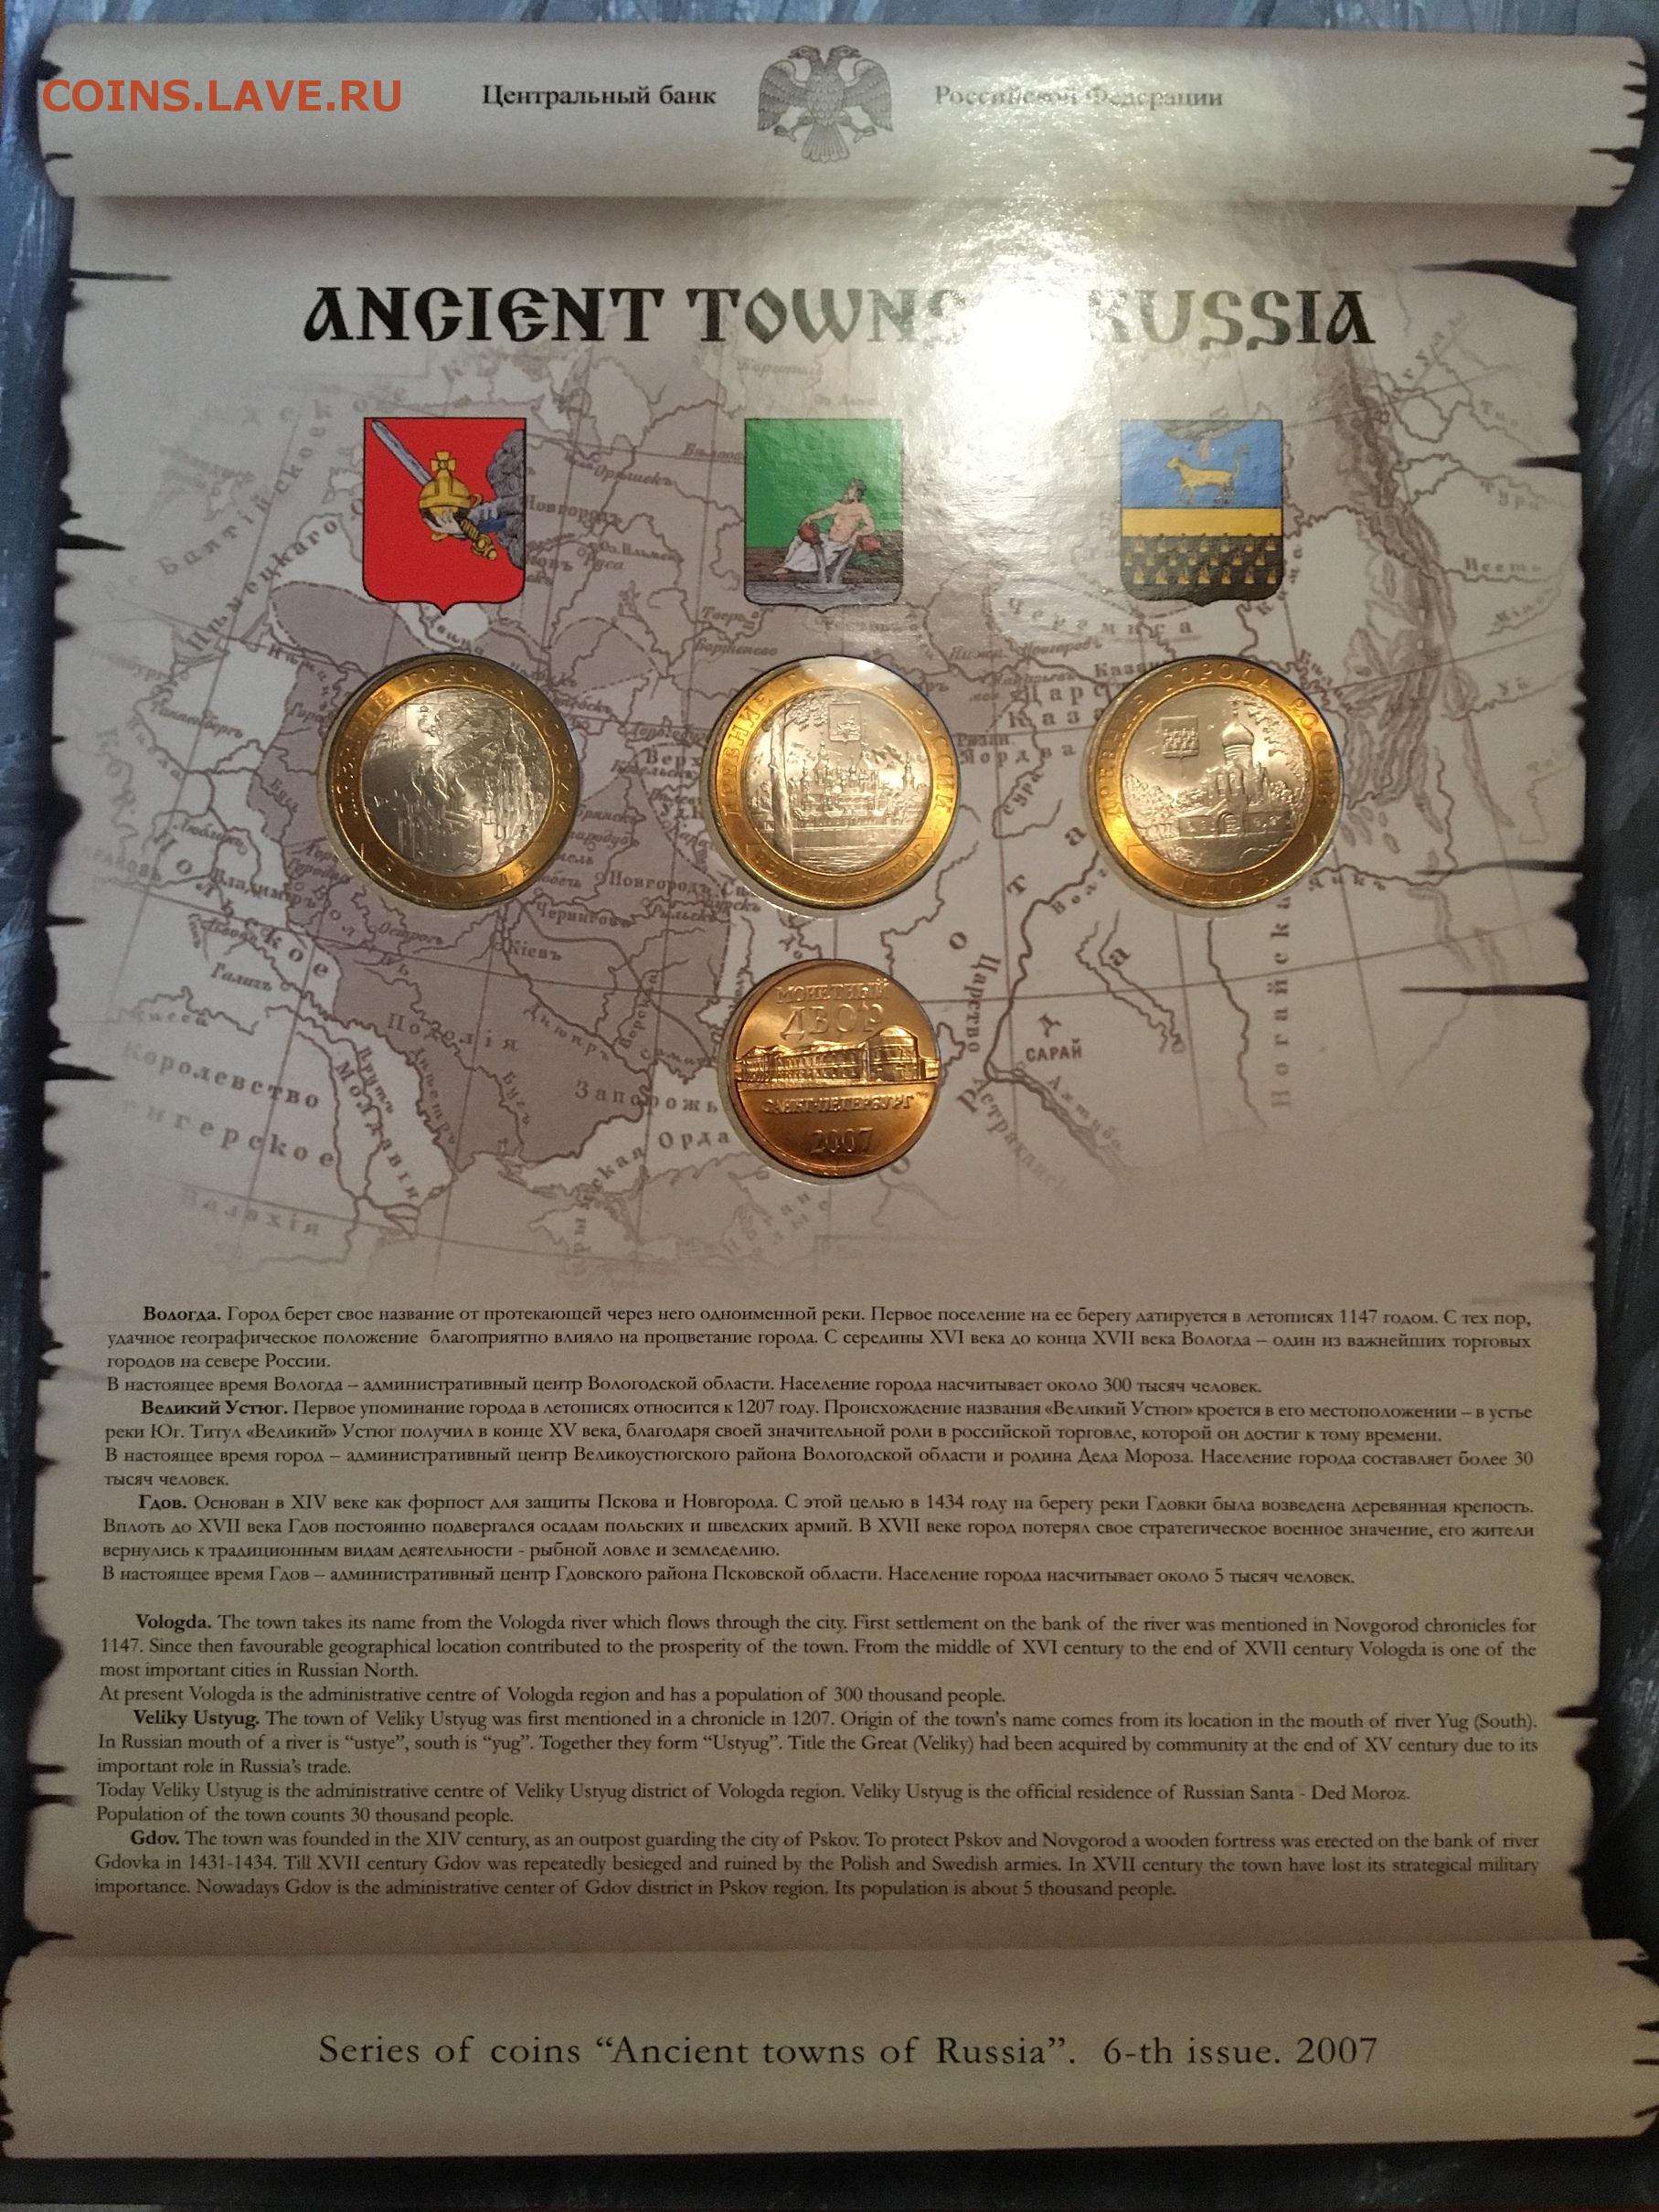 COINS.LAVE.RU
Центральный банк Российской Федерации
ANCIENT TOWNS RUSSIA
МОНЕТНЫЙ
ДВОР
САНКТ-ПЕТЕРБУРГ
2007
Вологда. Город берет свое название от протекающей через него одноименной реки. Первое поселение на ее берегу датируется в летописях 1147 годом. С тех пор,
удачное географическое положение благоприятно влияло на процветание города. С середины XVI века до конца XVII века Вологда – один из важнейших торговых
городов на севере России.
В настоящее время Вологда – административный центр Вологодской области. Население города насчитывает около 300 тысяч человек.
Великий Устюг. Первое упоминание города в летописях относится к 1207 году. Происхождение названия «Великий Устюг» кроется в его местоположении – в устье
реки Юг. Титул «Великий» Устюг получил в конце XV века, благодаря своей значительной роли в российской торговле, которой он достиг к тому времени.
В настоящее время город – административный центр Великоустюгского района Вологодской области и родина Деда Мороза. Население города составляет более 30
тысяч человек.
Гдов. Основан в XIV веке как форпост для защиты Пскова и Новгорода. С этой целью в 1434 году на берегу реки Гдовки была возведена деревянная крепость.
Вплоть до XVII века Гдов постоянно подвергался осадам польских и шведских армий. В XVII веке город потерял свое стратегическое военное значение, его жители
вернулись к традиционным видам деятельности - рыбной ловле и земледелию.
В настоящее время Гдов – административный центр Гдовского района Псковской области. Население города насчитывает около 5 тысяч человек.
Vologda. The town takes its name from the Vologda river which flows through the city. First settlement on the bank of the river was mentioned in Novgorod chronicles for
1147. Since then favourable geographical location contributed to the prosperity of the town. From the middle of XVI century to the end of XVII century Vologda is one of the
most important cities in Russian North.
At present Vologda is the administrative centre of Vologda region and has a population of 300 thousand people.
Veliky Ustyug. The town of Veliky Ustyug was first mentioned in a chronicle in 1207. Origin of the town's name comes from its location in the mouth of river Yug (South).
In Russian mouth of a river is “ustye”, south is “yug”. Together they form “Ustyug”. Title the Great (Veliky) had been acquired by community at the end of XV century due to its
important role in Russia's trade.
Today Veliky Ustyug is the administrative centre of Veliky Ustyug district of Vologda region. Veliky Ustyug is the official residence of Russian Santa - Ded Moroz.
Population of the town counts 30 thousand people.
Gdov. The town was founded in the XIV century, as an outpost guarding the city of Pskov. To protect Pskov and Novgorod a wooden fortress was erected on the bank of river
Gdovka in 1431-1434. Till XVII century Gdov was repeatedly besieged and ruined by the Polish and Swedish armies. In XVII century the town have lost its strategical military
importance. Nowadays Gdov is the administrative center of Gdov district in Pskov region. Its population is about 5 thousand people.
Series of coins “Ancient towns of Russia”. 6-th issue. 2007